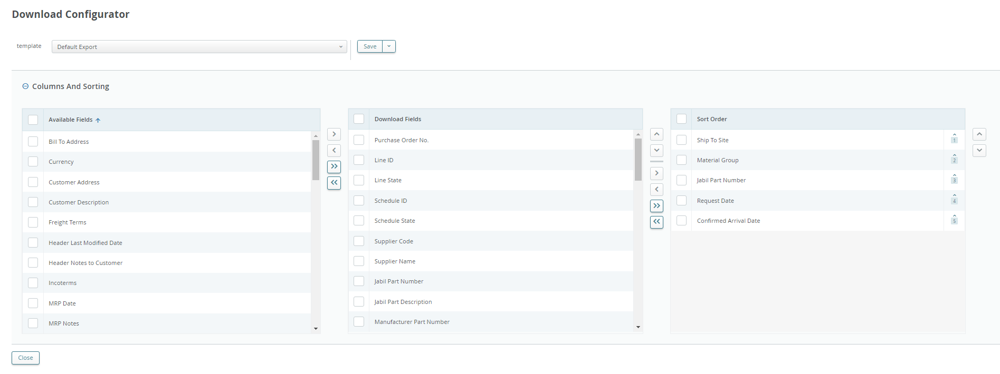 Download Configurator
template
Default Export
Save
Columns And Sorting
Available Fields
Bill To Address
Currency
Customer Address
Customer Description
Freight Terms
Header Last Modified Date
Header Notes to Customer
Incoterms
MRP Date
MRP Notes
Download Fields
Purchase Order No.
Line ID
Line State
Schedule ID
Schedule State
Supplier Code
Supplier Name
Jabil Part Number
Jabil Part Description
Manufacturer Part Number
Sort Order
Ship To Site 1
Material Group 2
Jabil Part Number 3
Request Date 4
Confirmed Arrival Date 5
Close